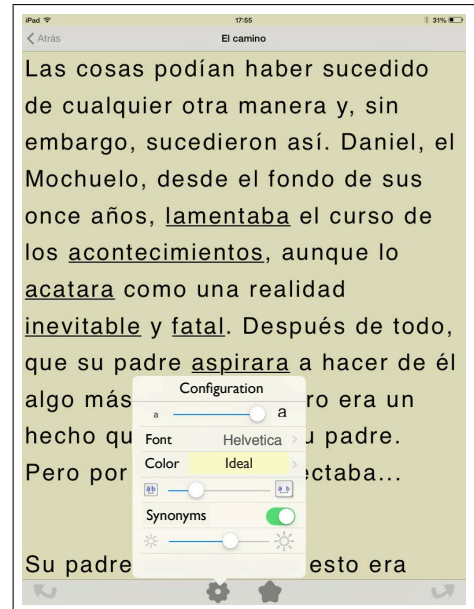 iPad 17:55 31%
Atrás El camino
Las cosas podían haber sucedido
de cualquier otra manera y, sin
embargo, sucedieron así. Daniel, el
Mochuelo, desde el fondo de sus
once años, lamentaba el curso de
los acontecimientos, aunque lo
acatara como una realidad
inevitable y fatal. Después de todo,
que su padre aspirara a hacer de él
algo más ro era un
hecho qu u padre.
Pero por ectaba...
Su padre esto era
Configuration
a a
Font Helvetica
Color Ideal
ab a b
Synonyms